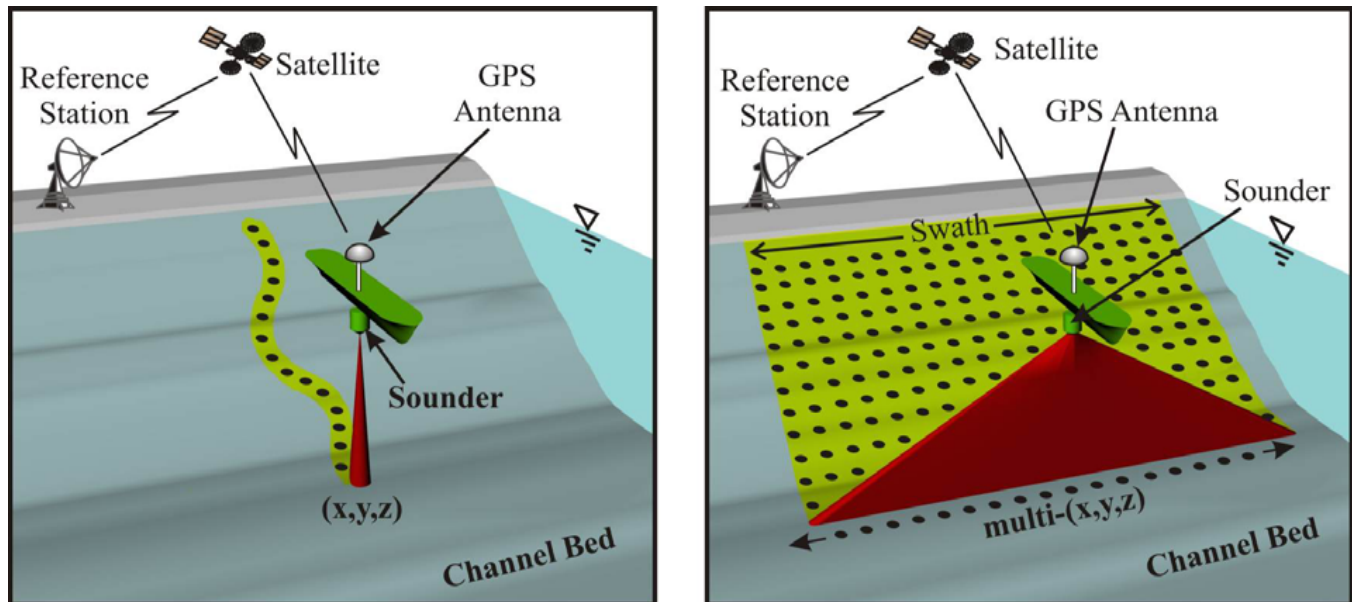 Satellite
Reference
Station
GPS
Antenna
Sounder
(x,y,z)
Channel Bed
Satellite
Reference
Station
GPS Antenna
Sounder
Swath
multi-(x,y,z)
Channel Bed